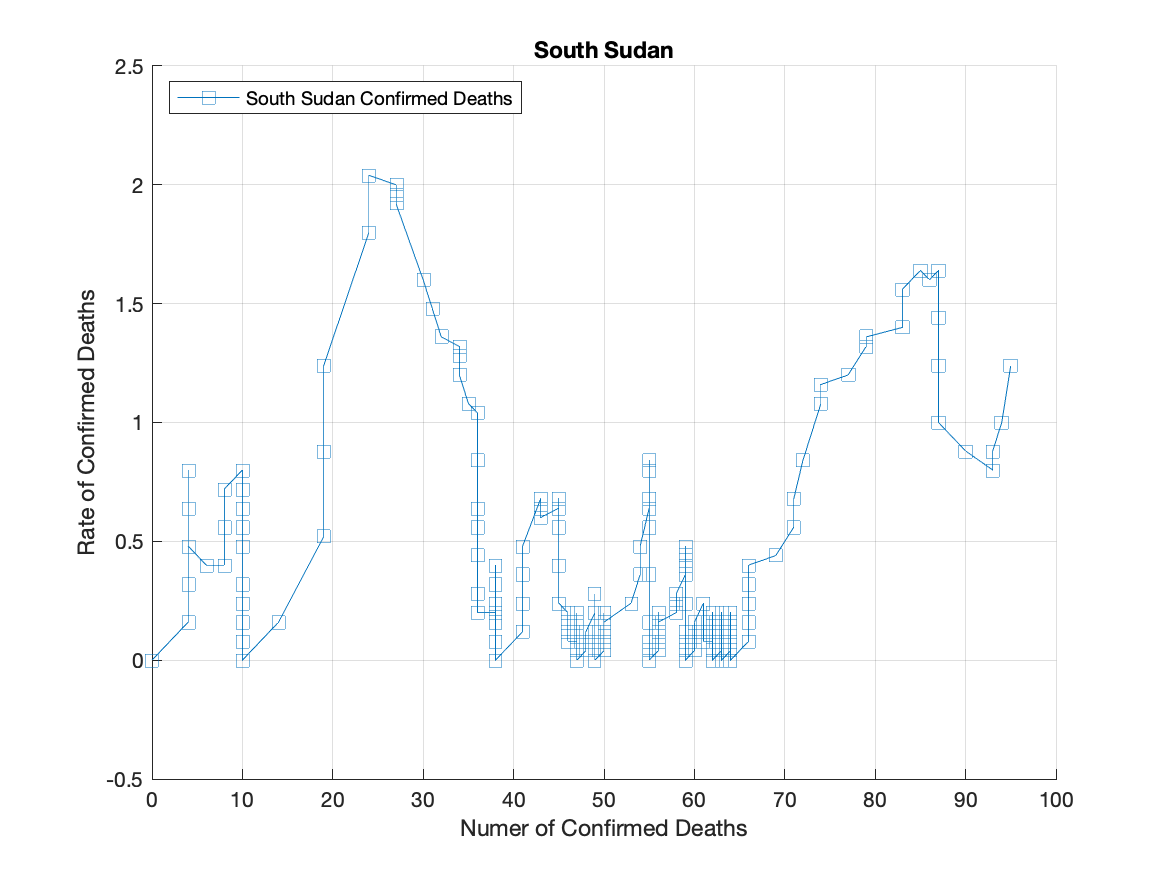 South Sudan
South Sudan Confirmed Deaths
2.5
2
1.5
1
0.5
0
-0.5
Rate of Confirmed Deaths
0 10 20 30 40 50 60 70 80 90 100
Numer of Confirmed Deaths